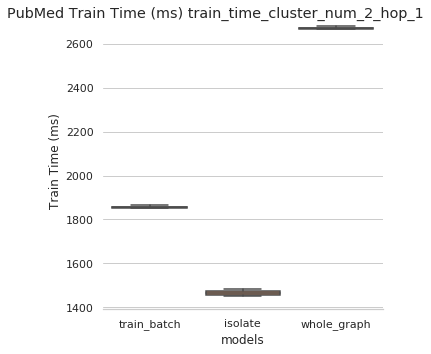 PubMed Train Time (ms) train_time_cluster_num_2_hop_1
2600
2400
2200
2000
1800
1600
1400
Train Time (ms)
train_batch isolate whole_graph
models